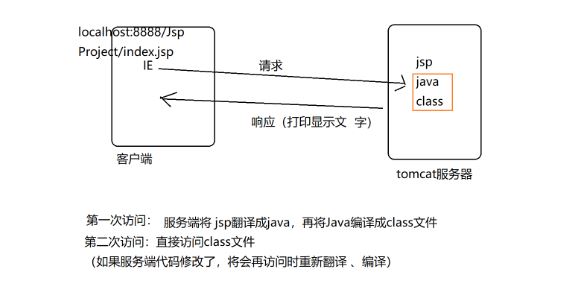 localhost:8888/Jsp
Project/index.jsp
IE
请求
jsp
java
class
响应（打印显示文 字）
客户端
tomcat服务器
第一次访问： 服务端将 jsp翻译成java，再将Java编译成class文件
第二次访问：直接访问class文件
（如果服务端代码修改了，将会再访问时重新翻译 、编译）